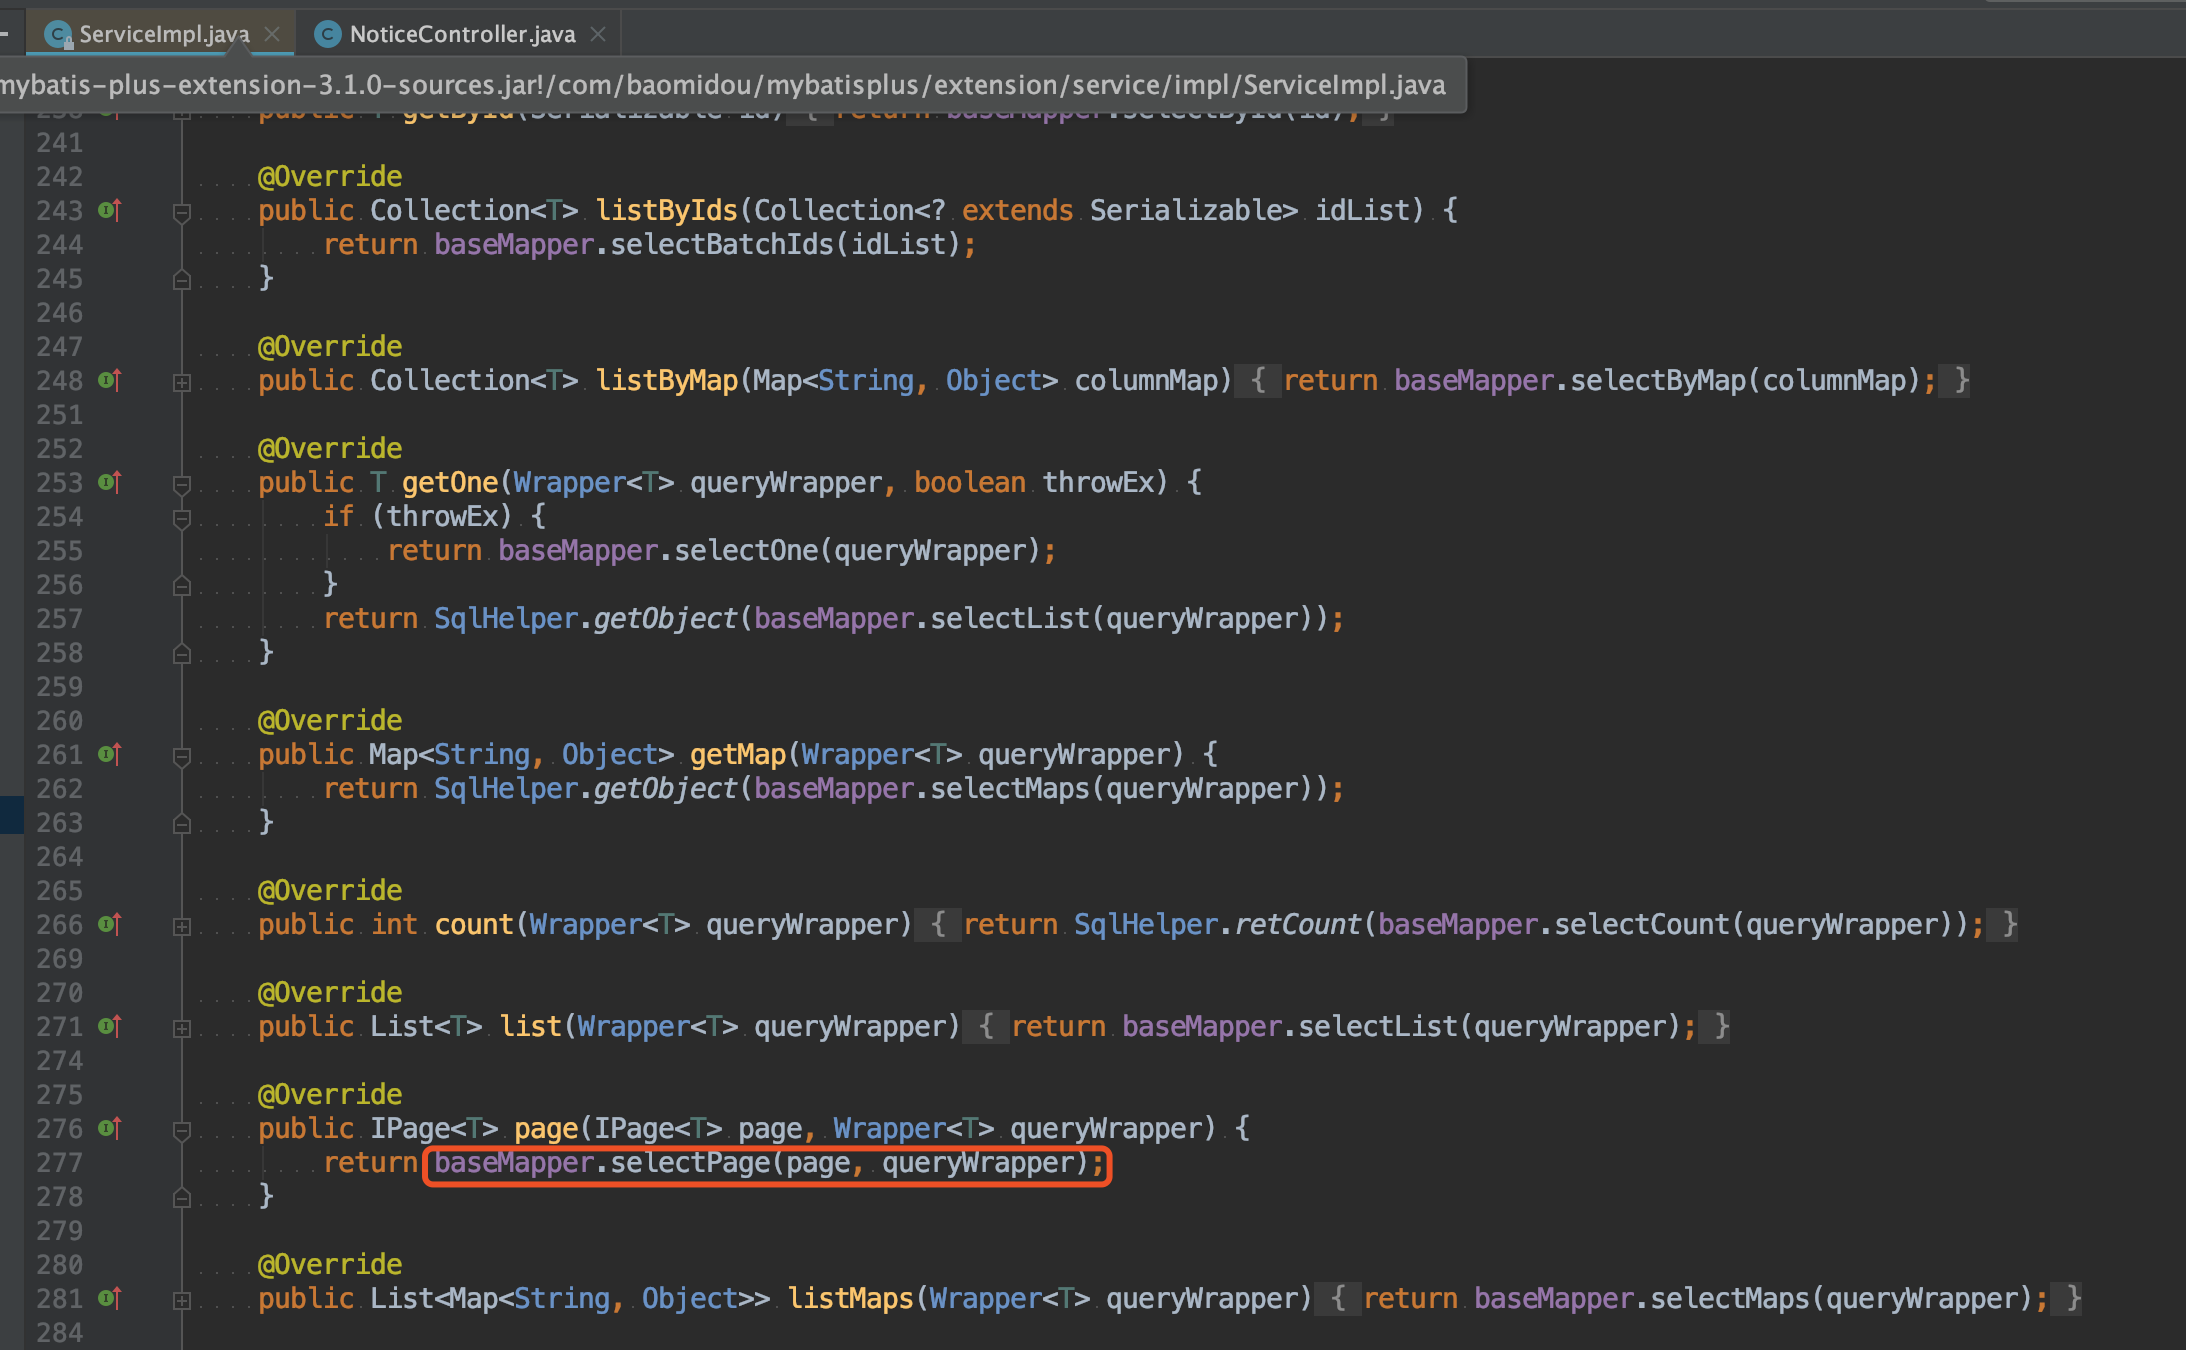 ServiceImpl.java NoticeController.java
mybatis-plus-extension-3.1.0-sources.jar!/com/baomidou/mybatisplus/extension/service/impl/ServiceImpl.java
public T getById(Serializable id) { return baseMapper.selectById(id); }
241
242 @Override
243 public Collection<T> listByIds(Collection<? extends Serializable> idList) {
244 return baseMapper.selectBatchIds(idList);
245 }
246
247 @Override
248 public Collection<T> listByMap(Map<String, Object> columnMap) { return baseMapper.selectByMap(columnMap); }
251
252 @Override
253 public T getOne(Wrapper<T> queryWrapper, boolean throwEx) {
254 if (throwEx) {
255 return baseMapper.selectOne(queryWrapper);
256 }
257 return SqlHelper.getObject(baseMapper.selectList(queryWrapper));
258 }
259
260 @Override
261 public Map<String, Object> getMap(Wrapper<T> queryWrapper) {
262 return SqlHelper.getObject(baseMapper.selectMaps(queryWrapper));
263 }
264
265 @Override
266 public int count(Wrapper<T> queryWrapper) { return SqlHelper.retCount(baseMapper.selectCount(queryWrapper)); }
269
270 @Override
271 public List<T> list(Wrapper<T> queryWrapper) { return baseMapper.selectList(queryWrapper); }
274
275 @Override
276 public IPage<T> page(IPage<T> page, Wrapper<T> queryWrapper) {
277 return baseMapper.selectPage(page, queryWrapper);
278 }
279
280 @Override
281 public List<Map<String, Object>> listMaps(Wrapper<T> queryWrapper) { return baseMapper.selectMaps(queryWrapper); }
284